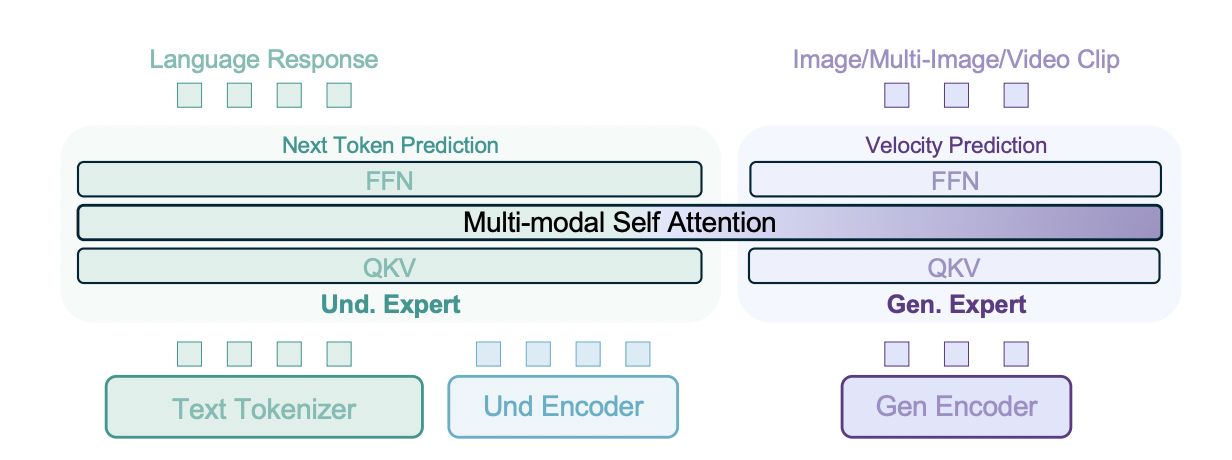 Language Response
Image/Multi-Image/Video Clip
Next Token Prediction
Velocity Prediction
FFN
FFN
Multi-modal Self Attention
QKV
QKV
Und. Expert
Gen. Expert
Text Tokenizer
Und Encoder
Gen Encoder